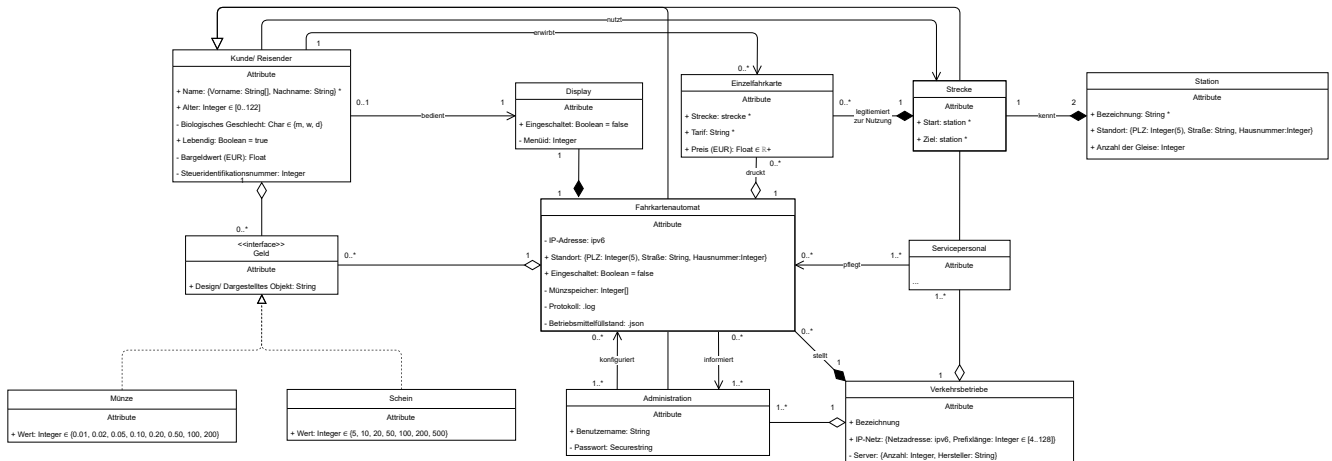 nutzt
erwirbt
1
Kunde/ Reisender
Attribute
+ Name: {Vorname: String[], Nachname: String} *
+ Alter: Integer ∈ [0..122]
- Biologisches Geschlecht: Char ∈ {m, w, d}
+ Lebendig: Boolean = true
- Bargeldwert (EUR): Float
- Steueridentifikationsnummer: Integer
0..1
bedient
1
Display
Attribute
+ Eingeschaltet: Boolean = false
- Menüid: Integer
1
1
0..*
Einzelfahrkarte
Attribute
+ Strecke: strecke *
+ Tarif: String *
+ Preis (EUR): Float ∈ ℝ+
0..*
legitimiert
zur Nutzung
1
0..*
druckt
1
Strecke
Attribute
+ Start: station *
+ Ziel: station *
1
kennt
2
Station
Attribute
+ Bezeichnung: String *
+ Standort: {PLZ: Integer(5), Straße: String, Hausnummer:Integer}
+ Anzahl der Gleise: Integer
1
0..*
<<interface>>
Geld
Attribute
+ Design/ Dargestelltes Objekt: String
0..*
1
Fahrkartenautomat
Attribute
- IP-Adresse: ipv6
+ Standort: {PLZ: Integer(5), Straße: String, Hausnummer:Integer}
+ Eingeschaltet: Boolean = false
- Münzspeicher: Integer[]
- Protokoll: .log
- Betriebsmittelfüllstand: .json
0..*
pflegt
1..*
Servicepersonal
Attribute
...
1..*
0..*
stellt
1
0..*
konfiguriert
1..*
0..*
informiert
1..*
Münze
Attribute
+ Wert: Integer ∈ {0.01, 0.02, 0.05, 0.10, 0.20, 0.50, 100, 200}
Schein
Attribute
+ Wert: Integer ∈ {5, 10, 20, 50, 100, 200, 500}
Administration
Attribute
+ Benutzername: String
- Passwort: Securestring
1..*
1
1
Verkehrsbetriebe
Attribute
+ Bezeichnung
+ IP-Netz: {Netzadresse: ipv6, Prefixlänge: Integer ∈ [4..128]}
- Server: {Anzahl: Integer, Hersteller: String}